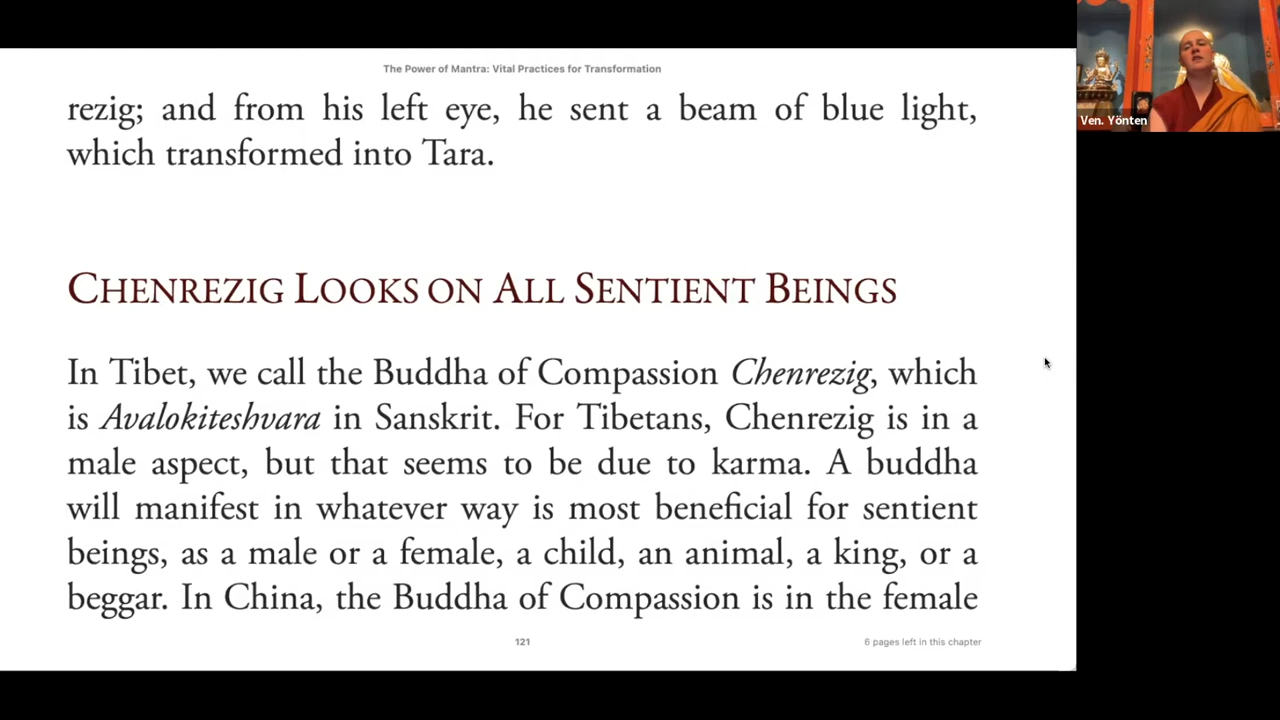 The Power of Mantra: Vital Practices for Transformation
rezig; and from his left eye, he sent a beam of blue light,
which transformed into Tara.
CHENREZIG LOOKS ON ALL SENTIENT BEINGS
In Tibet, we call the Buddha of Compassion Chenrezig, which
is Avalokiteshvara in Sanskrit. For Tibetans, Chenrezig is in a
male aspect, but that seems to be due to karma. A buddha
will manifest in whatever way is most beneficial for sentient
beings, as a male or a female, a child, an animal, a king, or a
beggar. In China, the Buddha of Compassion is in the female
121
6 pages left in this chapter
Ven. Yönten